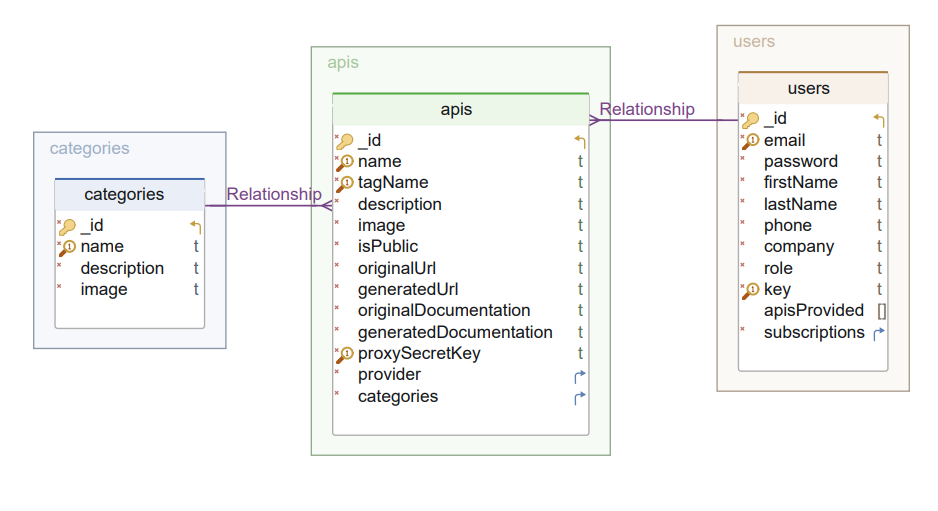 categories
categories
_id
name t
description t
image t
Relationship
apis
apis
_id
name t
tagName t
description t
image t
isPublic t
originalUrl t
generatedUrl t
originalDocumentation t
generatedDocumentation t
proxySecretKey t
provider
categories
Relationship
users
users
_id
email t
password t
firstName t
lastName t
phone t
company t
role t
key t
apisProvided []
subscriptions